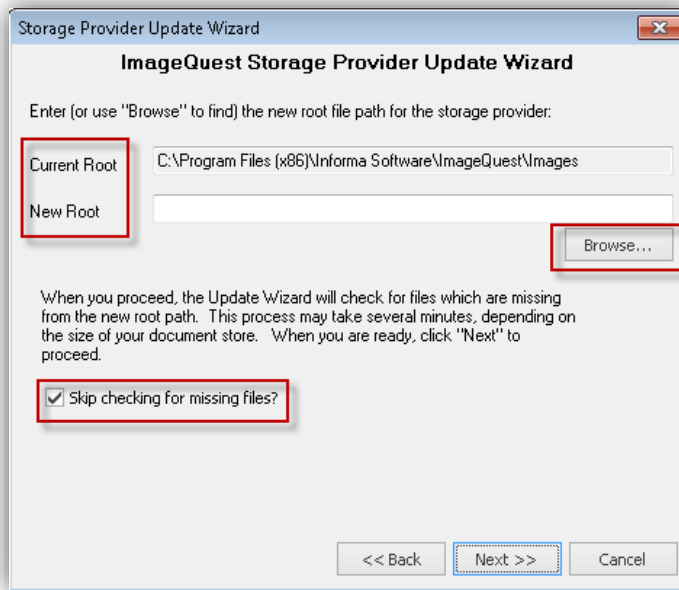 Storage Provider Update Wizard
ImageQuest Storage Provider Update Wizard
Enter (or use "Browse" to find) the new root file path for the storage provider:
Current Root C:\Program Files (x86)\Informa Software\ImageQuest\Images
New Root
Browse...
When you proceed, the Update Wizard will check for files which are missing
from the new root path. This process may take several minutes, depending on
the size of your document store. When you are ready, click "Next" to
proceed.
Skip checking for missing files?
<< Back Next >> Cancel